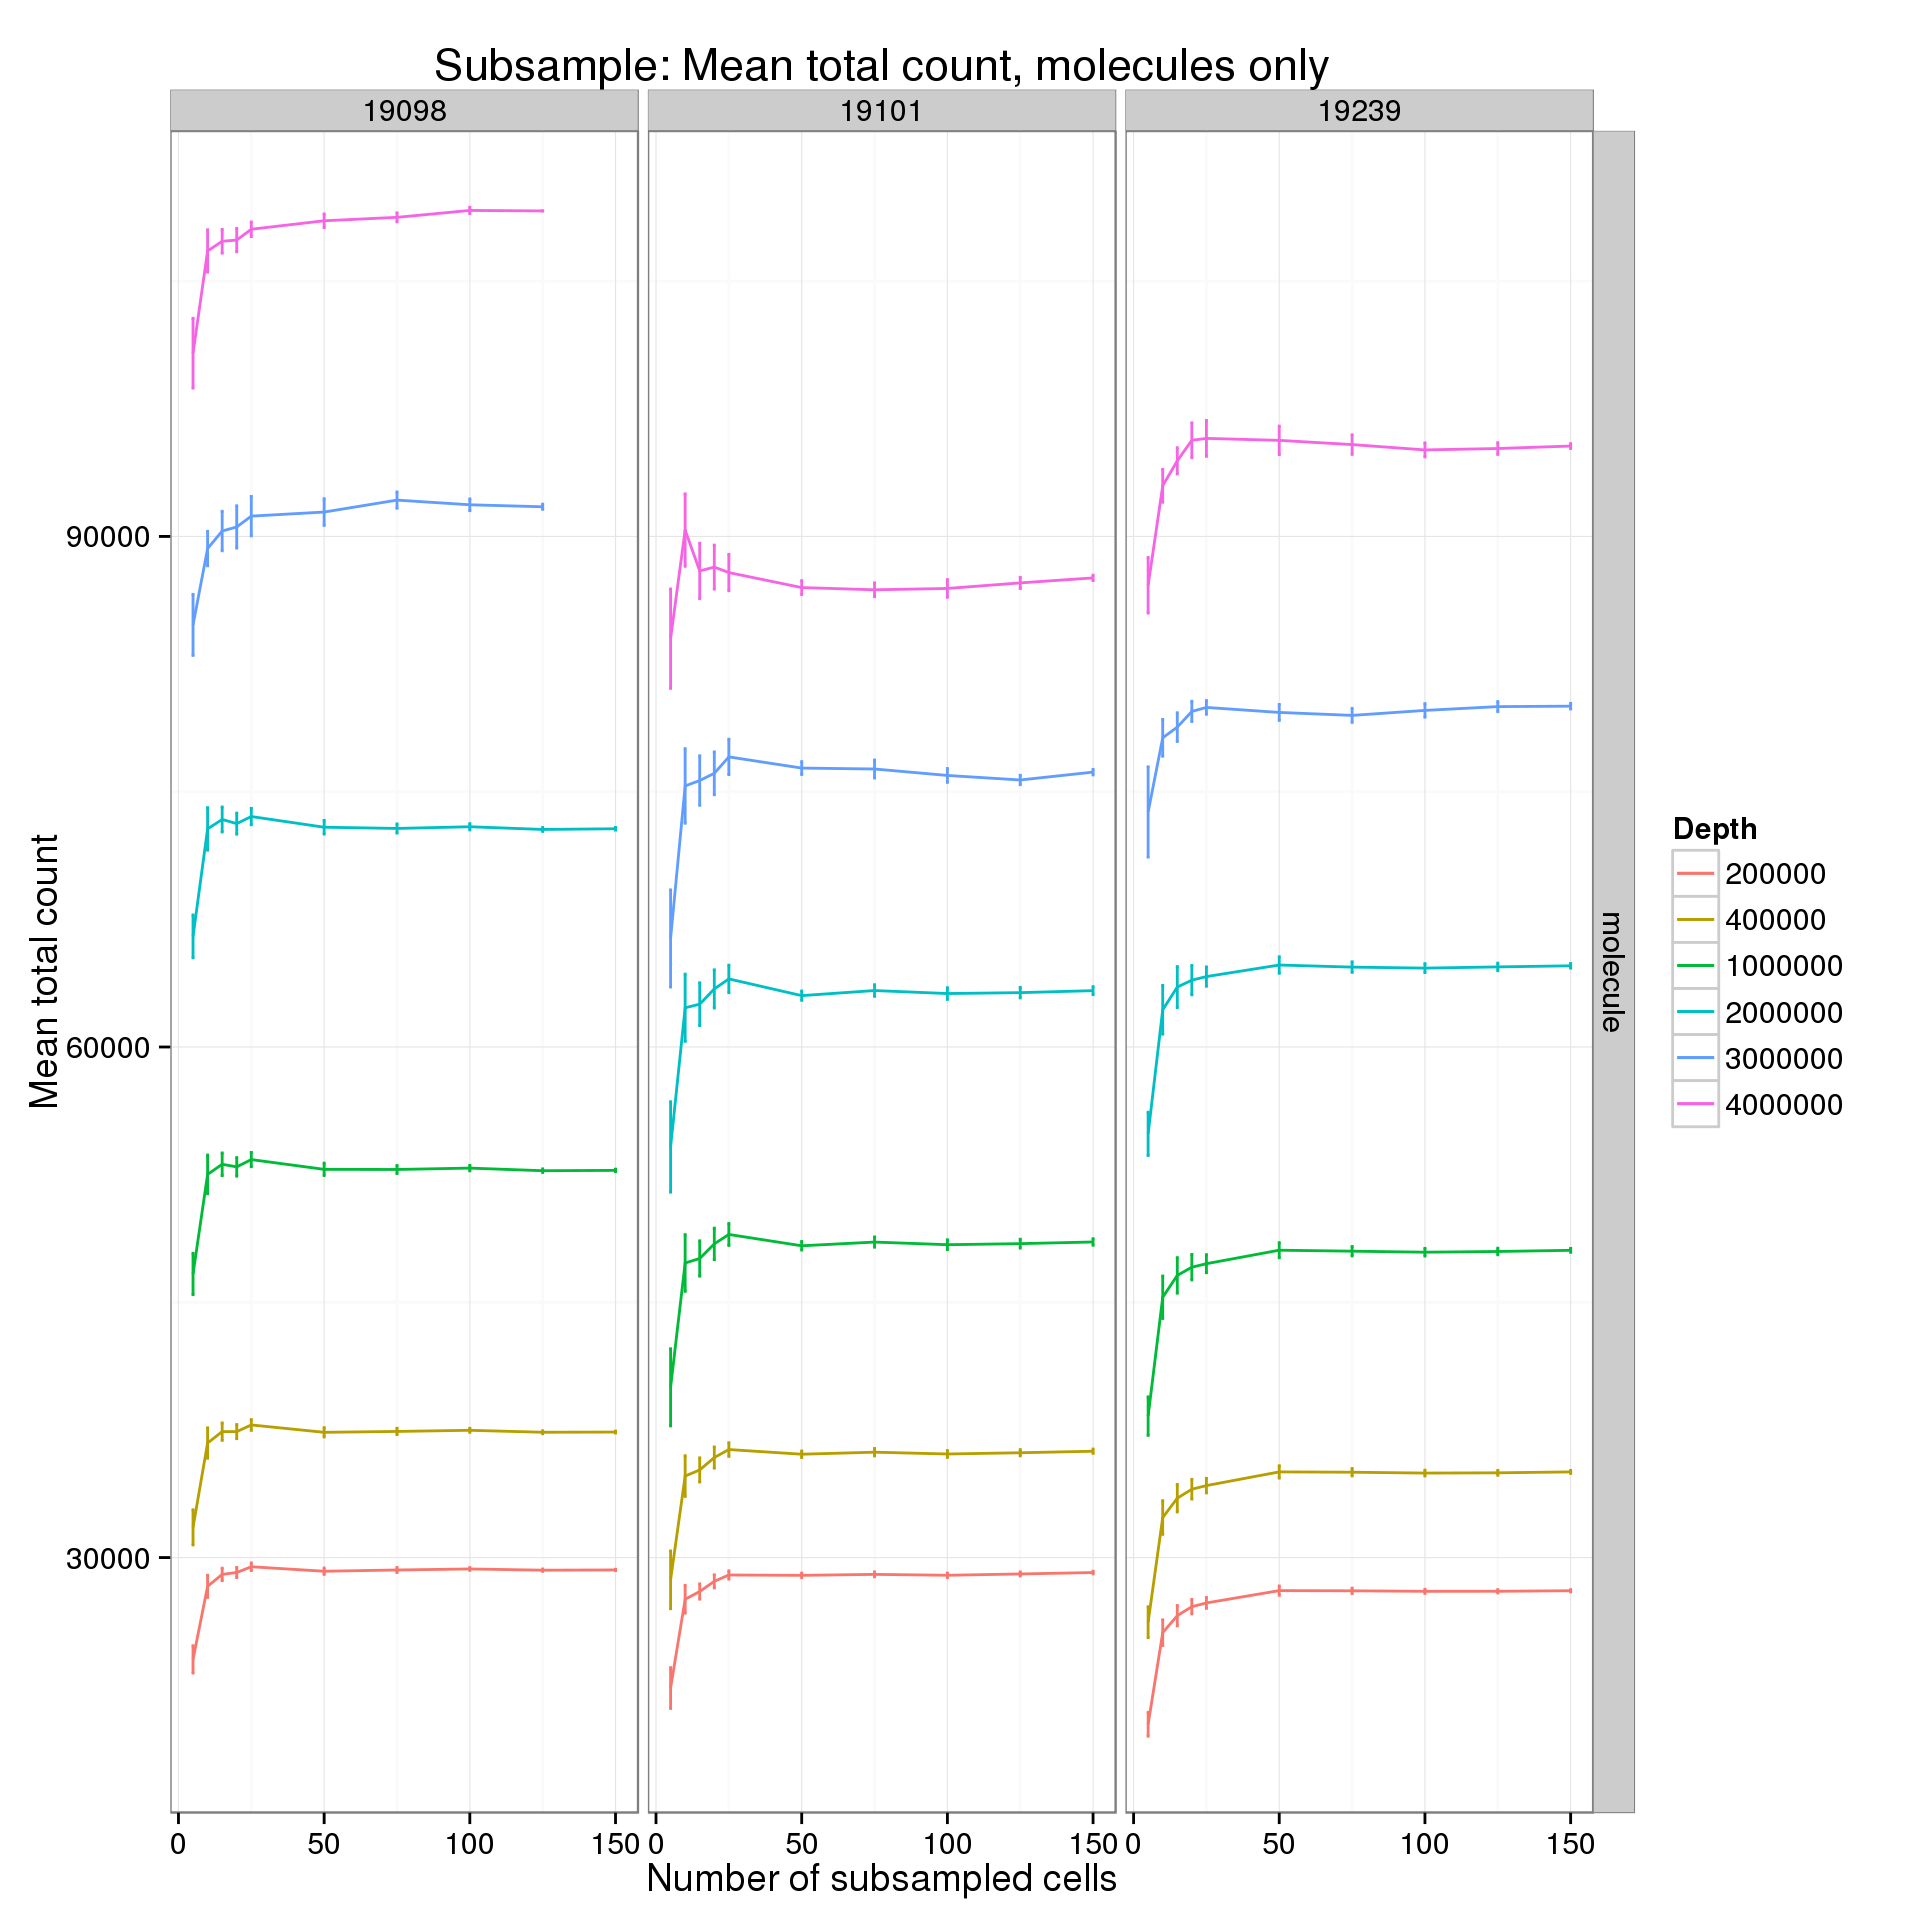 Subsample: Mean total count, molecules only
19098 19101 19239
molecule
Mean total count
90000
60000
30000
0 50 100 150 0 50 100 150 0 50 100 150
Number of subsampled cells
Depth
200000
400000
1000000
2000000
3000000
4000000